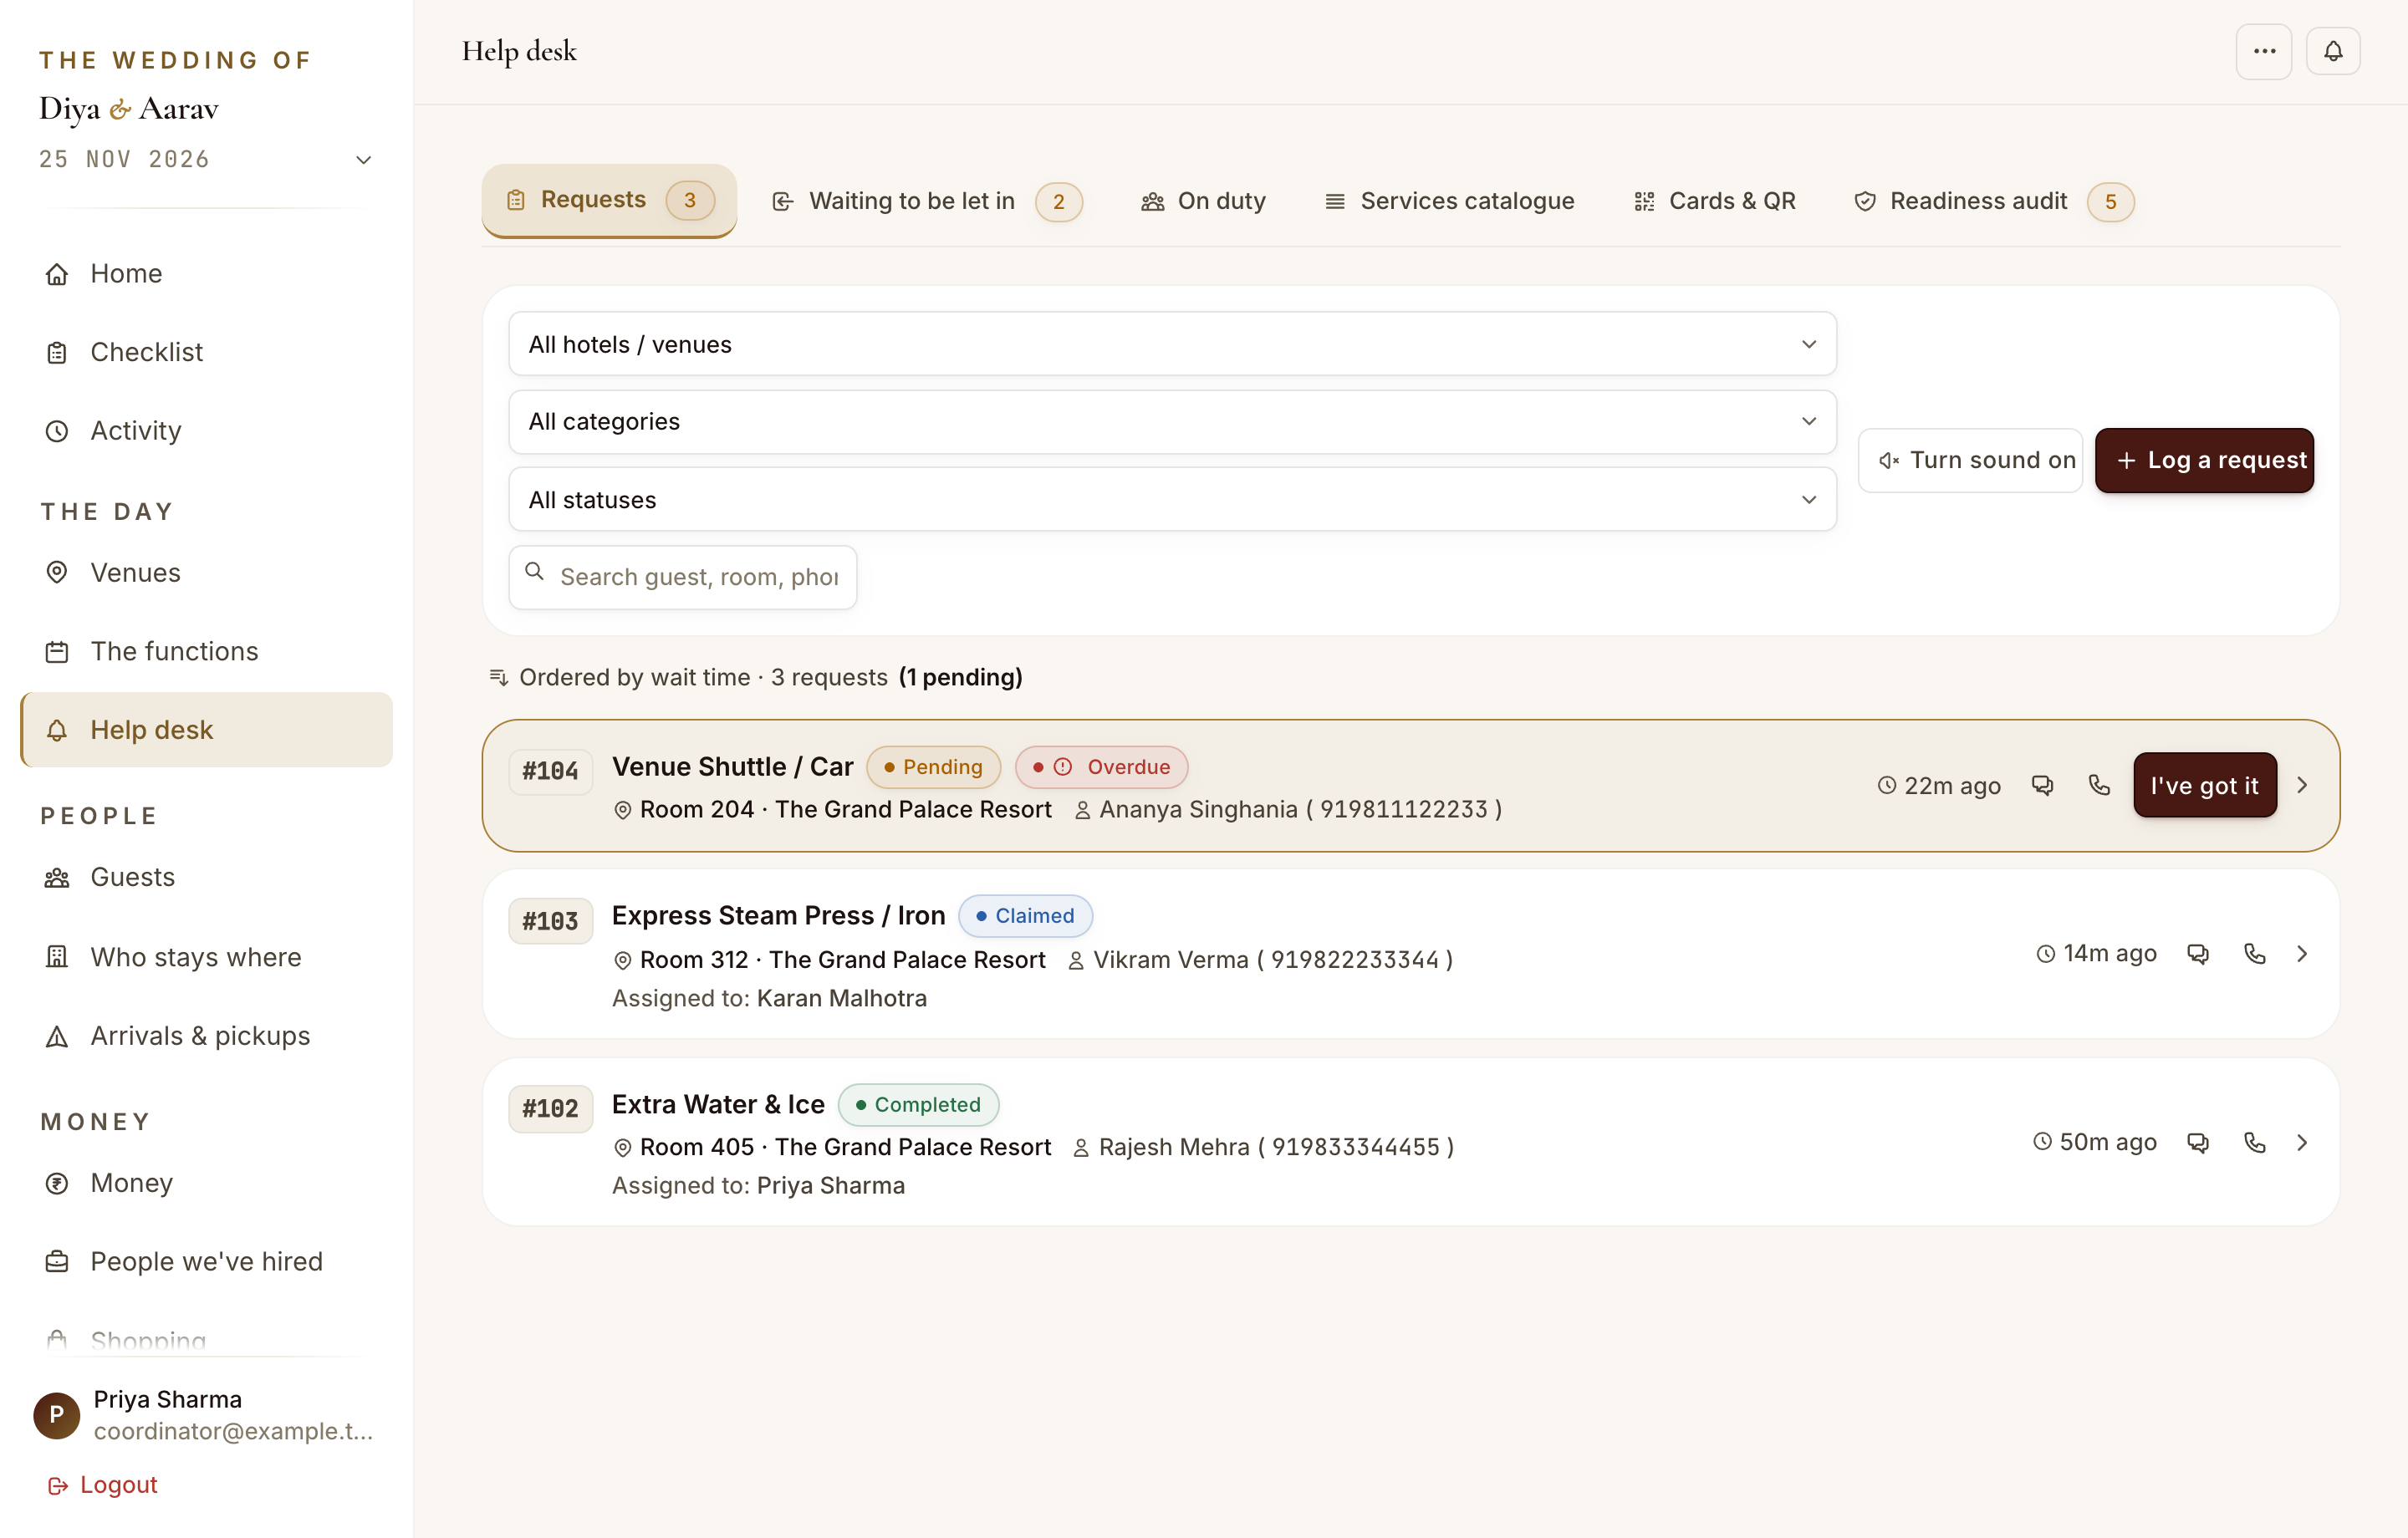 THE WEDDING OF
Diya & Aarav
25 NOV 2026
Home
Checklist
Activity
THE DAY
Venues
The functions
Help desk
PEOPLE
Guests
Who stays where
Arrivals & pickups
MONEY
Money
People we've hired
Shopping
P
Priya Sharma
coordinator@example.t...
Logout
Help desk
Requests 3
Waiting to be let in 2
On duty
Services catalogue
Cards & QR
Readiness audit 5
All hotels / venues
All categories
All statuses
Search guest, room, phor
Turn sound on
+ Log a request
Ordered by wait time · 3 requests (1 pending)
#104 Venue Shuttle / Car Pending Overdue
Room 204 · The Grand Palace Resort Ananya Singhania ( 919811122233 )
22m ago I've got it
#103 Express Steam Press / Iron Claimed
Room 312 · The Grand Palace Resort Vikram Verma ( 919822233344 )
Assigned to: Karan Malhotra
14m ago
#102 Extra Water & Ice Completed
Room 405 · The Grand Palace Resort Rajesh Mehra ( 919833344455 )
Assigned to: Priya Sharma
50m ago